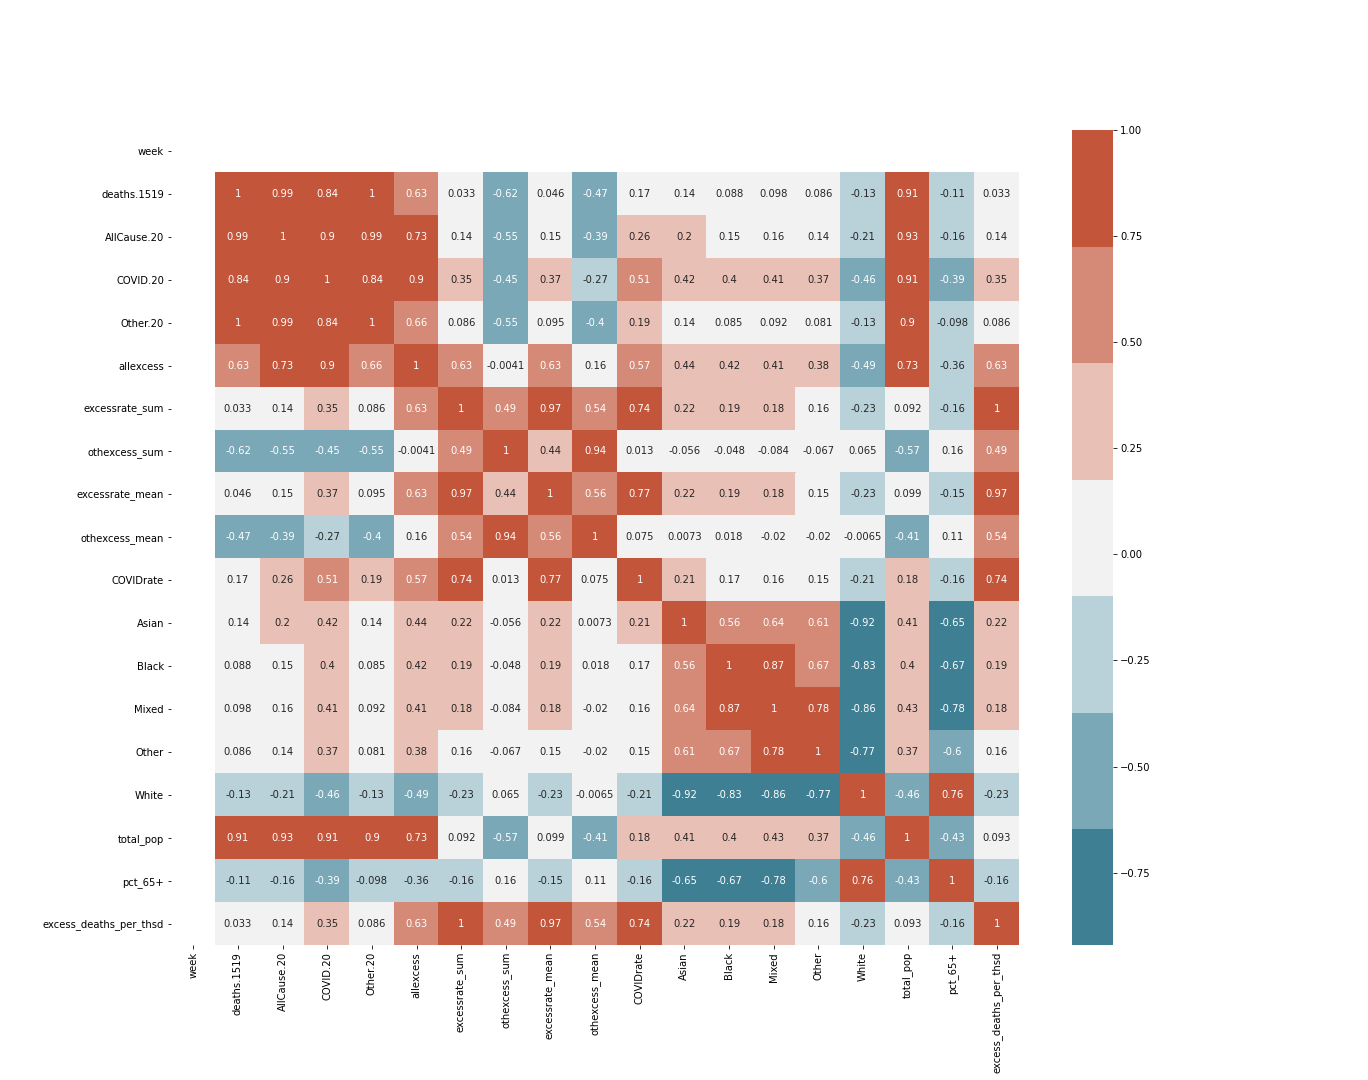 week
deaths.1519 1 0.99 0.84 1 0.63 0.033 -0.62 0.046 -0.47 0.17 0.14 0.088 0.098 0.086 -0.13 0.91 -0.11 0.033
AllCause.20 0.99 1 0.9 0.99 0.73 0.14 -0.55 0.15 -0.39 0.26 0.2 0.15 0.16 0.14 -0.21 0.93 -0.16 0.14
COVID.20 0.84 0.9 1 0.84 0.9 0.35 -0.45 0.37 -0.27 0.51 0.42 0.4 0.41 0.37 -0.46 0.91 -0.39 0.35
Other.20 1 0.99 0.84 1 0.66 0.086 -0.55 0.095 -0.4 0.19 0.14 0.085 0.092 0.081 -0.13 0.9 -0.098 0.086
allexcess 0.63 0.73 0.9 0.66 1 0.63 -0.0041 0.63 0.16 0.57 0.44 0.42 0.41 0.38 -0.49 0.73 -0.36 0.63
excessrate_sum 0.033 0.14 0.35 0.086 0.63 1 0.49 0.97 0.54 0.74 0.22 0.19 0.18 0.16 -0.23 0.092 -0.16 1
othexcess_sum -0.62 -0.55 -0.45 -0.55 -0.0041 0.49 1 0.44 0.94 0.013 -0.056 -0.048 -0.084 -0.067 0.065 -0.57 0.16 0.49
excessrate_mean 0.046 0.15 0.37 0.095 0.63 0.97 0.44 1 0.56 0.77 0.22 0.19 0.18 0.15 -0.23 0.099 -0.15 0.97
othexcess_mean -0.47 -0.39 -0.27 -0.4 0.16 0.54 0.94 0.56 1 0.075 0.0073 0.018 -0.02 -0.02 -0.0065 -0.41 0.11 0.54
COVIDrate 0.17 0.26 0.51 0.19 0.57 0.74 0.013 0.77 0.075 1 0.21 0.17 0.16 0.15 -0.21 0.18 -0.16 0.74
Asian 0.14 0.2 0.42 0.14 0.44 0.22 -0.056 0.22 0.0073 0.21 1 0.56 0.64 0.61 -0.92 0.41 -0.65 0.22
Black 0.088 0.15 0.4 0.085 0.42 0.19 -0.048 0.19 0.018 0.17 0.56 1 0.87 0.67 -0.83 0.4 -0.67 0.19
Mixed 0.098 0.16 0.41 0.092 0.41 0.18 -0.084 0.18 -0.02 0.16 0.64 0.87 1 0.78 -0.86 0.43 -0.78 0.18
Other 0.086 0.14 0.37 0.081 0.38 0.16 -0.067 0.15 -0.02 0.15 0.61 0.67 0.78 1 -0.77 0.37 -0.6 0.16
White -0.13 -0.21 -0.46 -0.13 -0.49 -0.23 0.065 -0.23 -0.0065 -0.21 -0.92 -0.83 -0.86 -0.77 1 -0.46 0.76 -0.23
total_pop 0.91 0.93 0.91 0.9 0.73 0.092 -0.57 0.099 -0.41 0.18 0.41 0.4 0.43 0.37 -0.46 1 -0.43 0.093
pct_65+ -0.11 -0.16 -0.39 -0.098 -0.36 -0.16 0.16 -0.15 0.11 -0.16 -0.65 -0.67 -0.78 -0.6 0.76 -0.43 1 -0.16
excess_deaths_per_thsd 0.033 0.14 0.35 0.086 0.63 1 0.49 0.97 0.54 0.74 0.22 0.19 0.18 0.16 -0.23 0.093 -0.16 1
week
deaths.1519
AllCause.20
COVID.20
Other.20
allexcess
excessrate_sum
othexcess_sum
excessrate_mean
othexcess_mean
COVIDrate
Asian
Black
Mixed
Other
White
total_pop
pct_65+
excess_deaths_per_thsd
1.00
0.75
0.50
0.25
0.00
−0.25
−0.50
−0.75